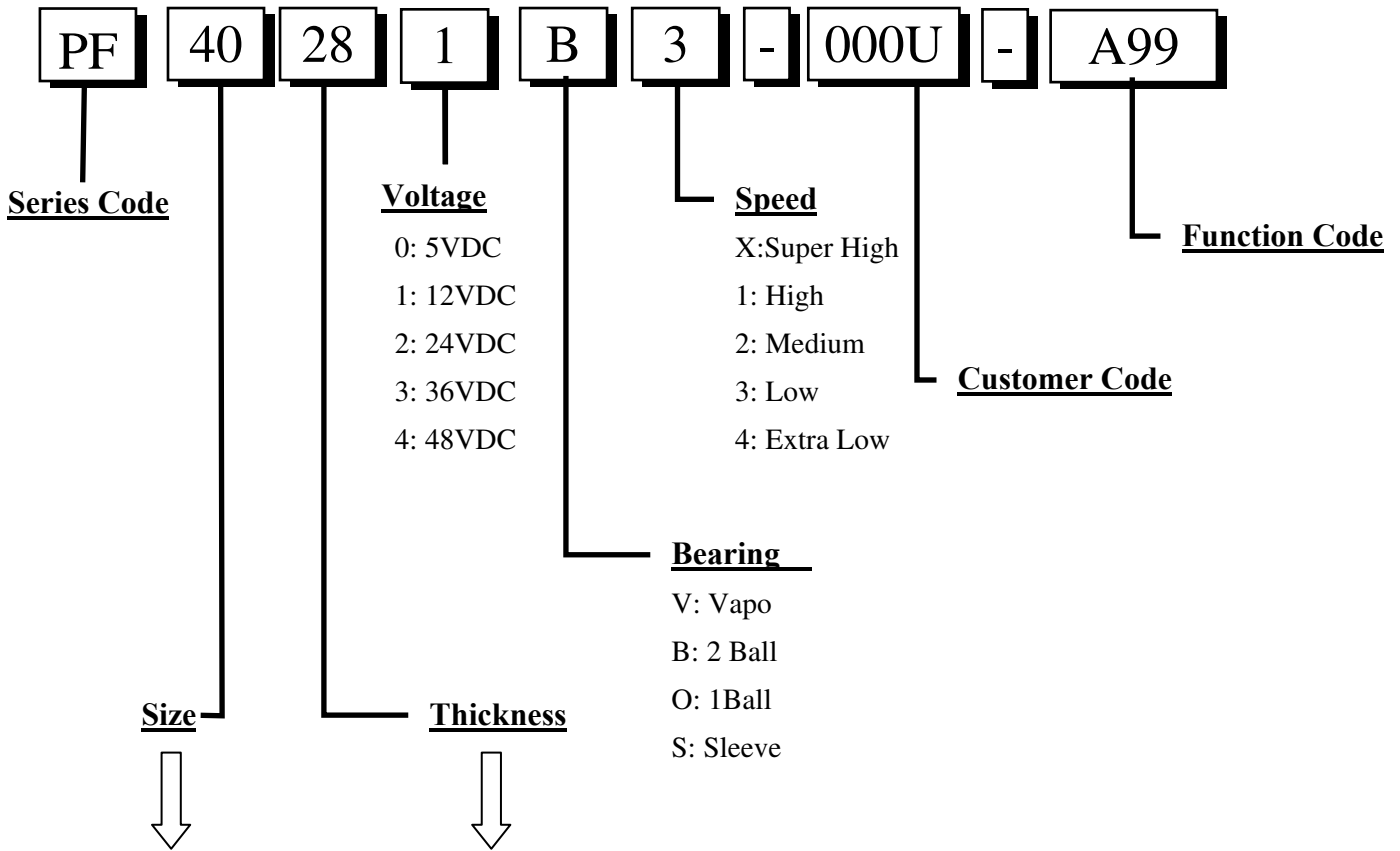 PF 40 28 1 B 3 - 000U - A99
Series Code
Voltage
0: 5VDC
1: 12VDC
2: 24VDC
3: 36VDC
4: 48VDC
Speed
X:Super High
1: High
2: Medium
3: Low
4: Extra Low
Function Code
Customer Code
Bearing
V: Vapo
B: 2 Ball
O: 1Ball
S: Sleeve
Size
Thickness